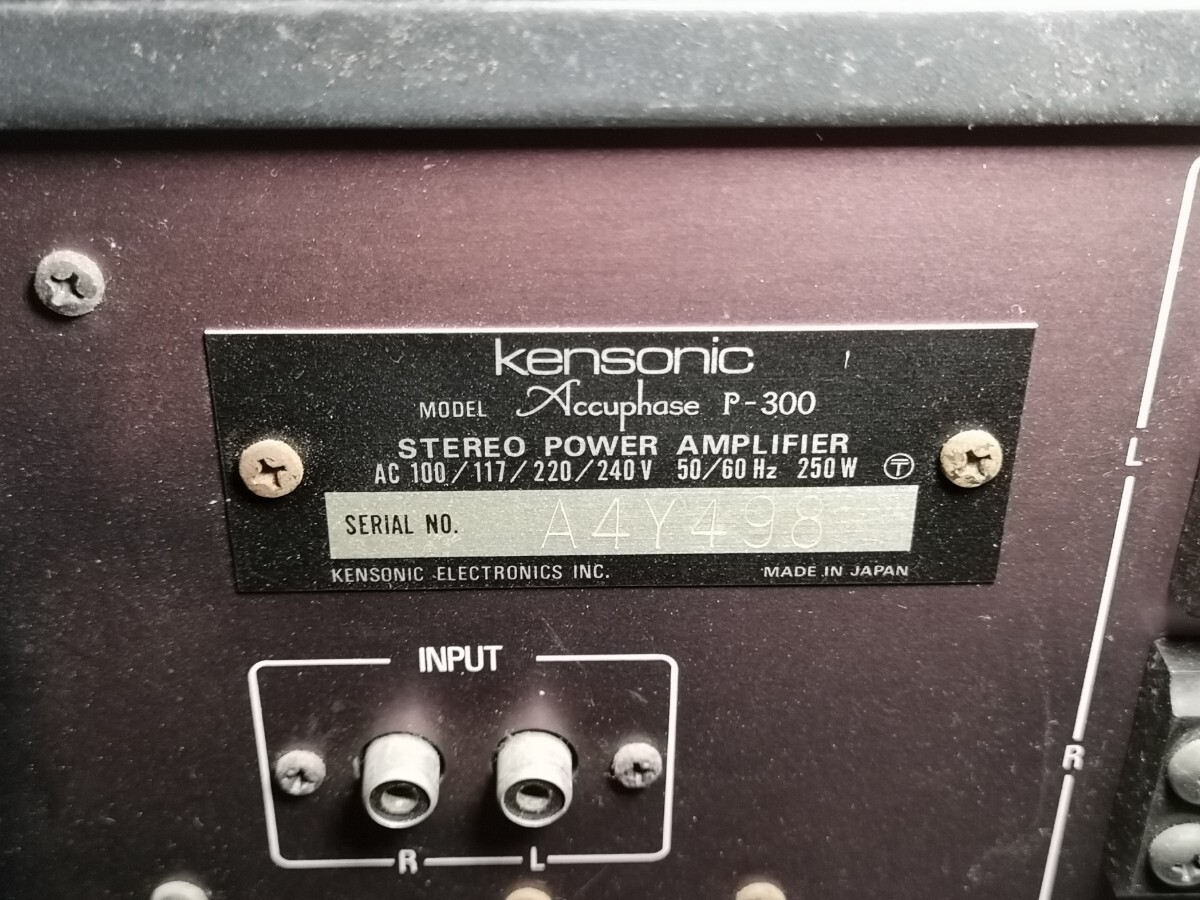 kensonic
MODEL Accuphase P-300
STEREO POWER AMPLIFIER
AC 100/117/220/240V 50/60Hz 250W Ⓣ
SERIAL NO. A4Y496
KENSONIC ELECTRONICS INC. MADE IN JAPAN
INPUT
R L
L
R